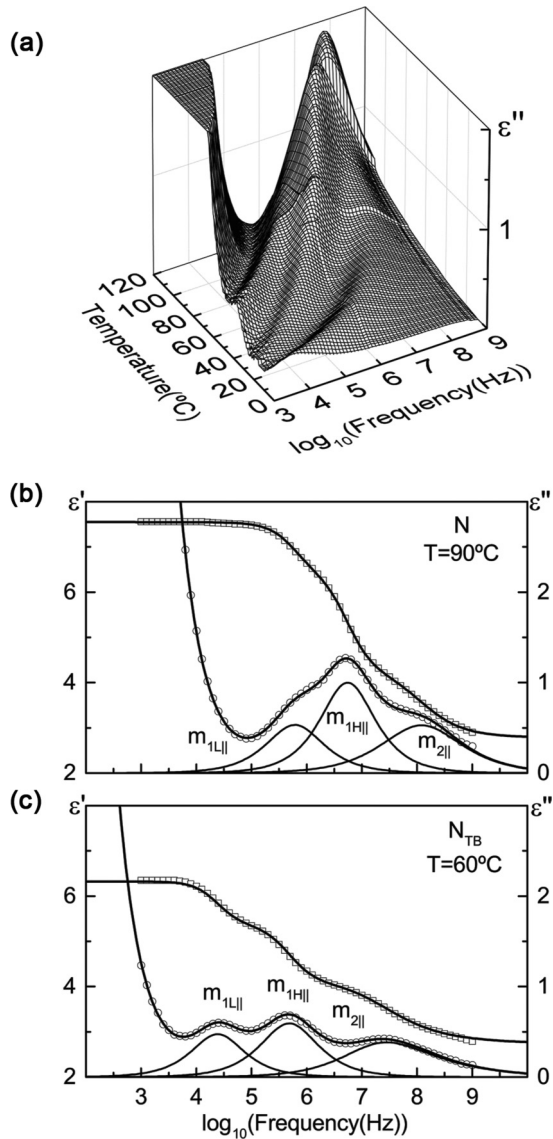 (a)
ε"
1
120
100
80
60
40
20
0
Temperature(ºC)
3 4 5 6 7 8 9
log₁₀(Frequency(Hz))
(b)
ε' ε"
N
T=90ºC
6
4
2
2
1
0
m₁L||
m₁H||
m₂||
(c)
ε' ε"
N_TB
T=60ºC
6
4
2
2
1
0
m₁L||
m₁H||
m₂||
3 4 5 6 7 8 9
log₁₀(Frequency(Hz))